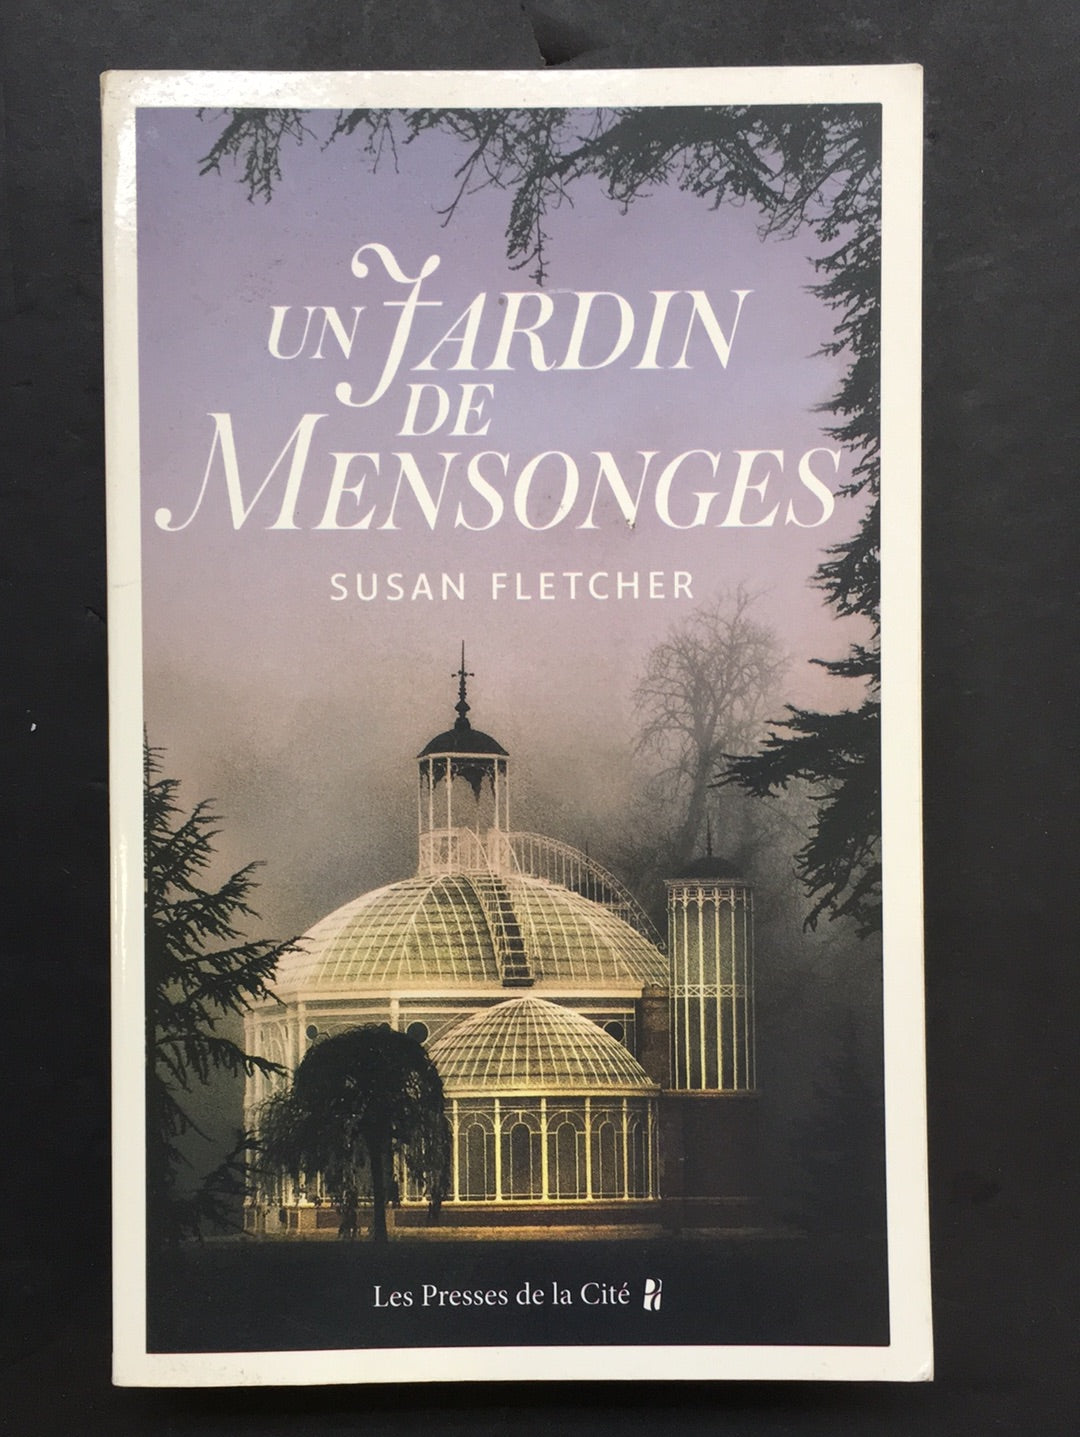 UN JARDIN
DE
MENSONGES
SUSAN FLETCHER
Les Presses de la Cité